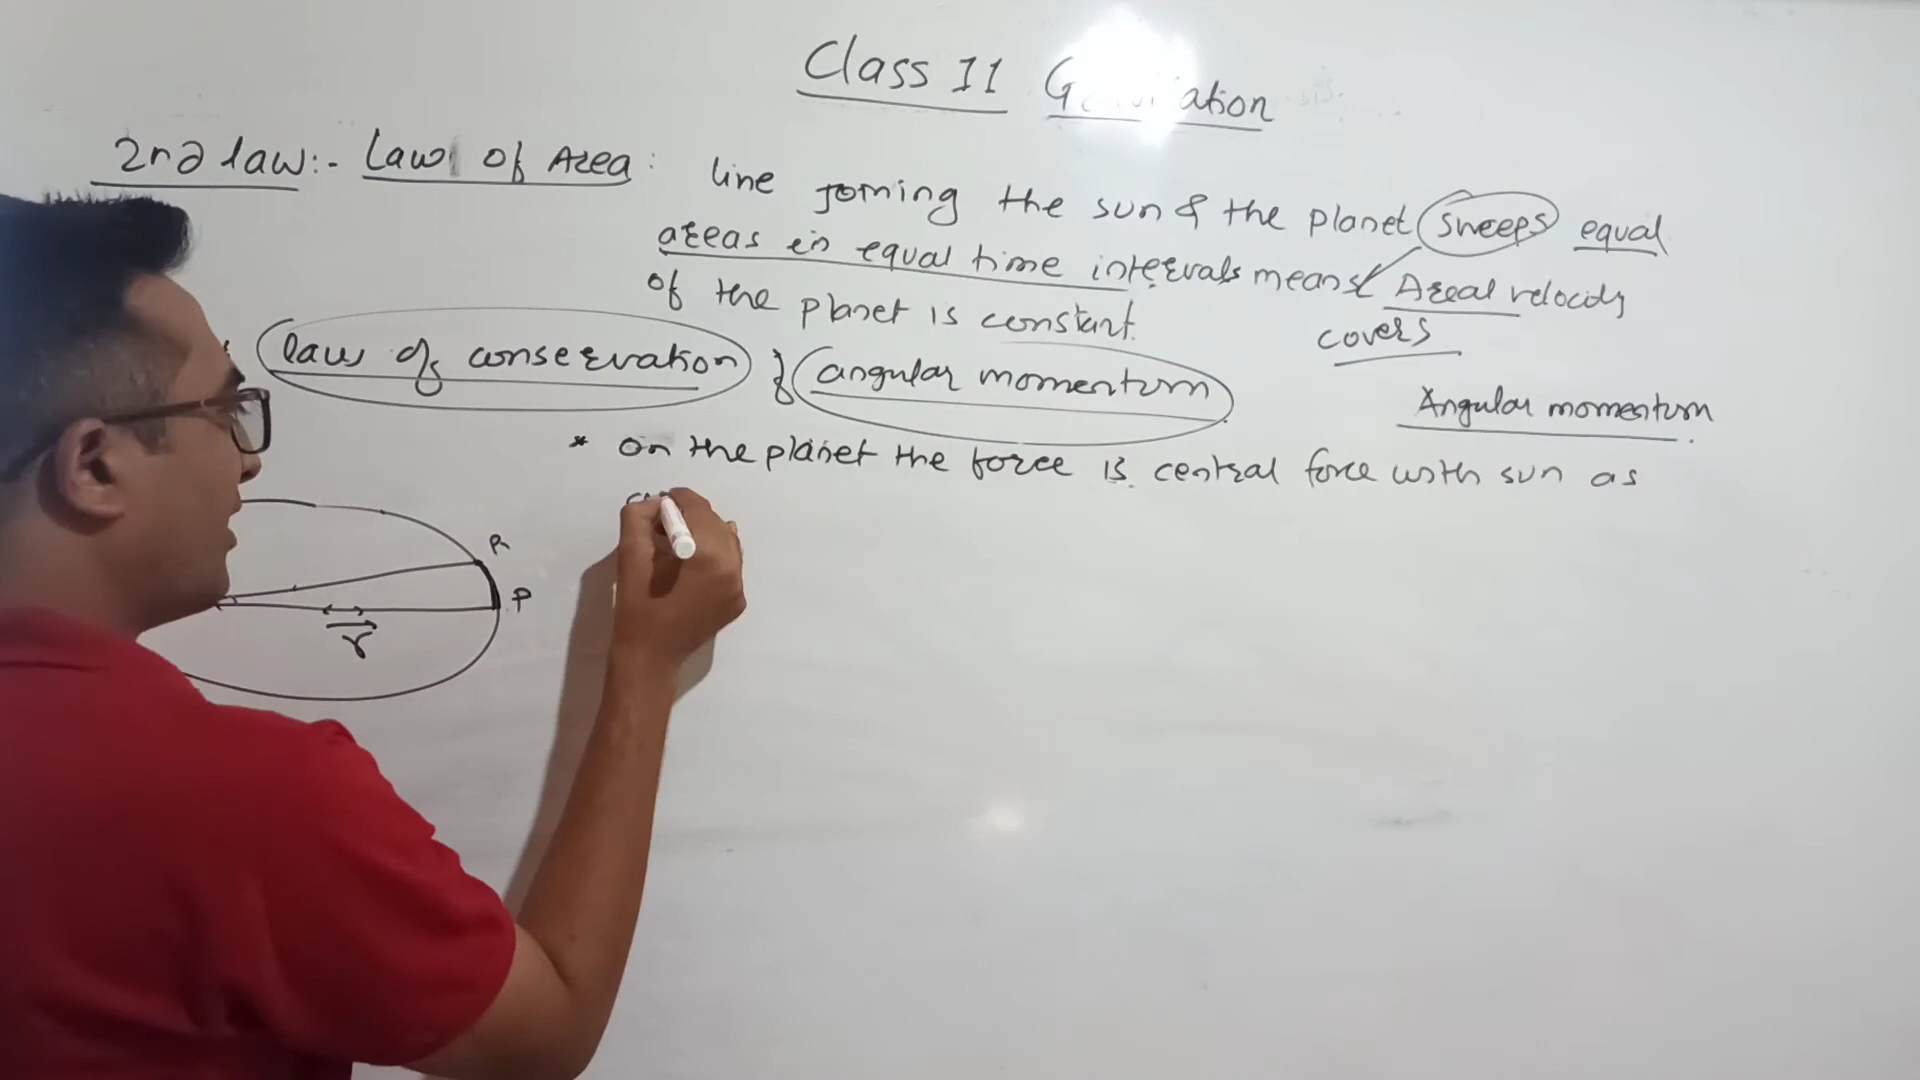 Class 11 Gravitation
2nd law:- Law of Area: line joining the sun & the planet sweeps equal
areas in equal time intervals means Areal velocity
of the planet is constant.
covers
law of conservation of angular momentum
Angular momentum.
* on the planet the force is central force with sun as
P
r